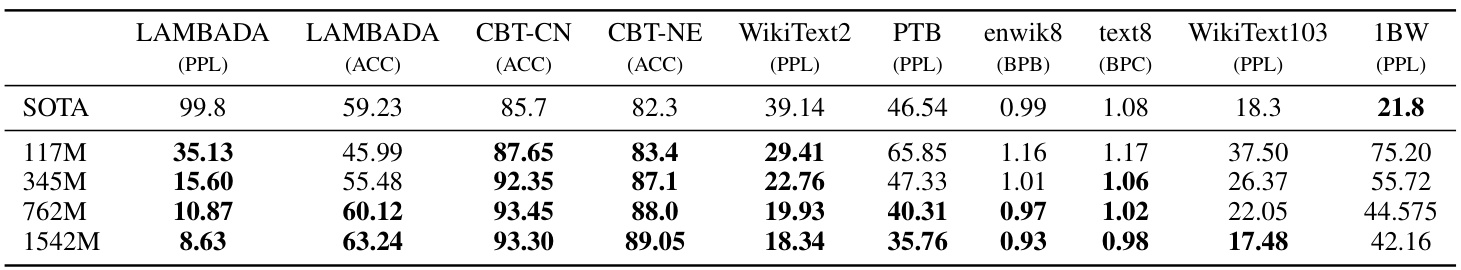 LAMBADA LAMBADA CBT-CN CBT-NE WikiText2 PTB enwik8 text8 WikiText103 1BW
(PPL) (ACC) (ACC) (ACC) (PPL) (PPL) (BPB) (BPC) (PPL) (PPL)
SOTA 99.8 59.23 85.7 82.3 39.14 46.54 0.99 1.08 18.3 21.8
117M 35.13 45.99 87.65 83.4 29.41 65.85 1.16 1.17 37.50 75.20
345M 15.60 55.48 92.35 87.1 22.76 47.33 1.01 1.06 26.37 55.72
762M 10.87 60.12 93.45 88.0 19.93 40.31 0.97 1.02 22.05 44.575
1542M 8.63 63.24 93.30 89.05 18.34 35.76 0.93 0.98 17.48 42.16